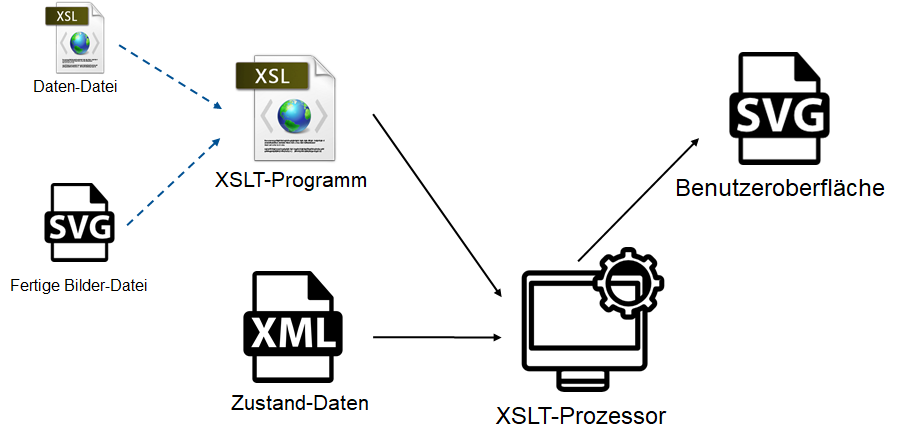 XSL
Daten-Datei
XSL
XSLT-Programm
SVG
Fertige Bilder-Datei
XML
Zustand-Daten
XSLT-Prozessor
SVG
Benutzeroberfläche